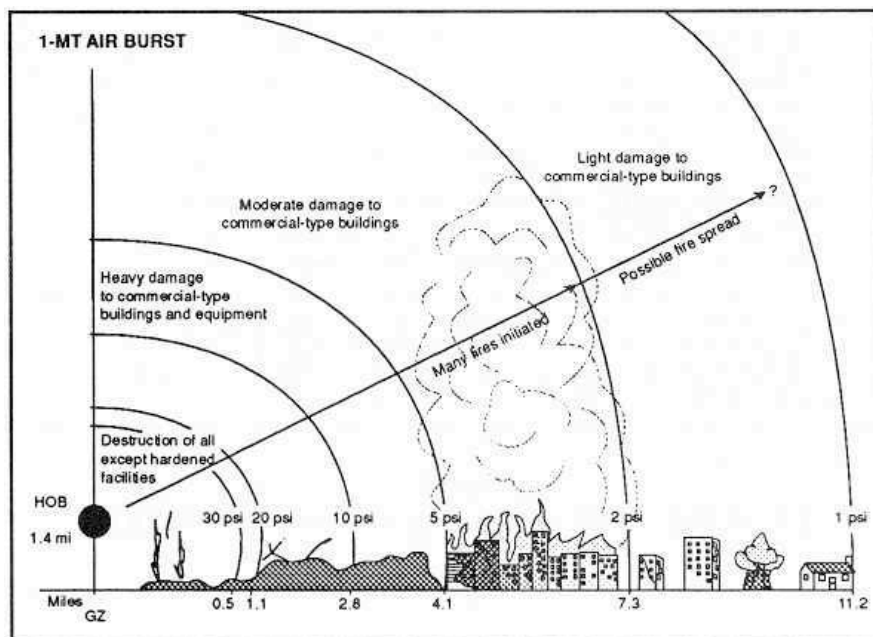 1-MT AIR BURST
Light damage to
commercial-type buildings
?
Moderate damage to
commercial-type buildings
Possible fire spread
Heavy damage
to commercial-type
buildings and equipment
Many fires initiated
Destruction of all
except hardened
facilities
HOB
1.4 mi
30 psi
20 psi
10 psi
5 psi
2 psi
1 psi
Miles
GZ
0.5
1.1
2.8
4.1
7.3
11.2